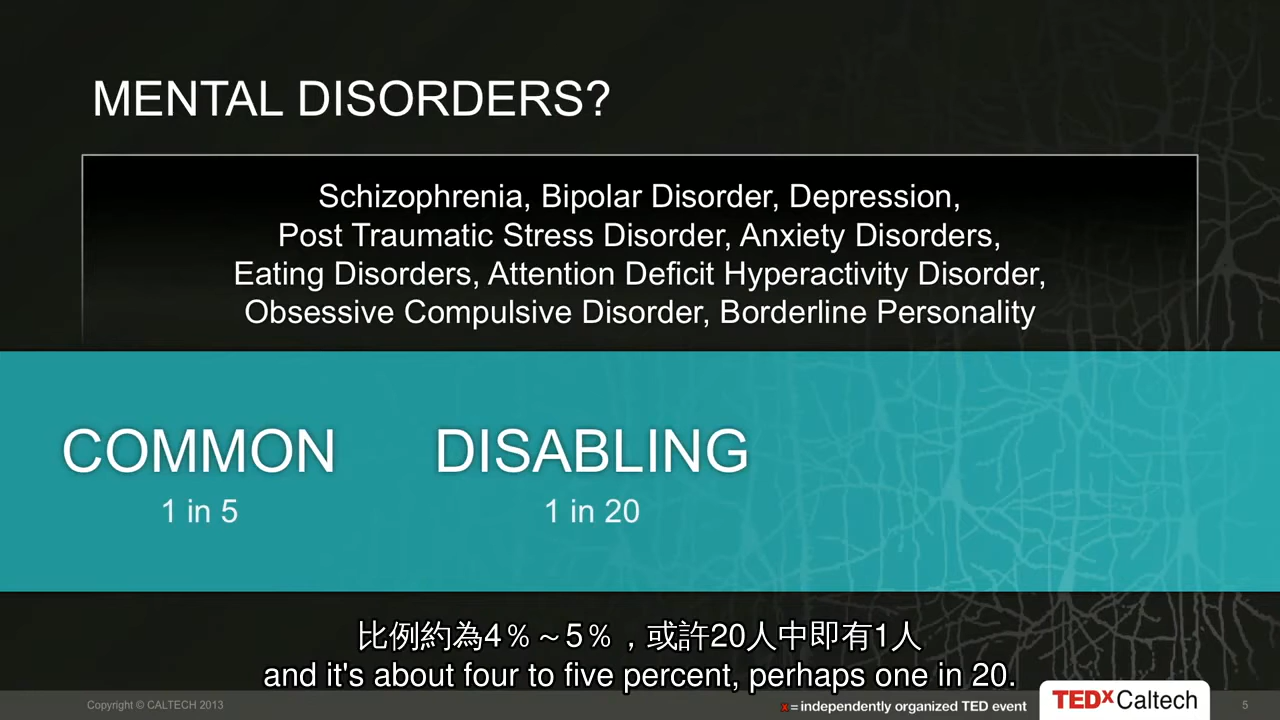 MENTAL DISORDERS?
Schizophrenia, Bipolar Disorder, Depression,
Post Traumatic Stress Disorder, Anxiety Disorders,
Eating Disorders, Attention Deficit Hyperactivity Disorder,
Obsessive Compulsive Disorder, Borderline Personality
COMMON
1 in 5
DISABLING
1 in 20
比例約為4％～5％，或許20人中即有1人
and it's about four to five percent, perhaps one in 20.
Copyright © CALTECH 2013
x = independently organized TED event
TEDxCaltech
5